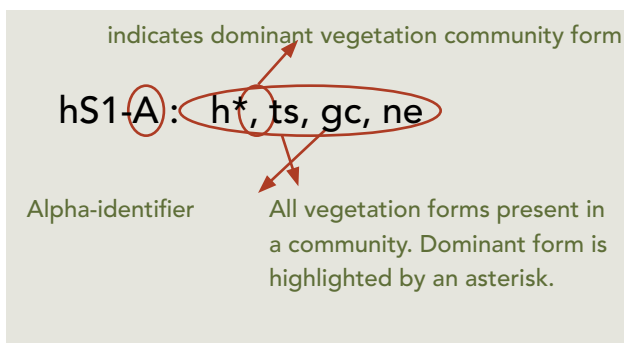 indicates dominant vegetation community form
hS1-A : h*, ts, gc, ne
Alpha-identifier
All vegetation forms present in
a community. Dominant form is
highlighted by an asterisk.